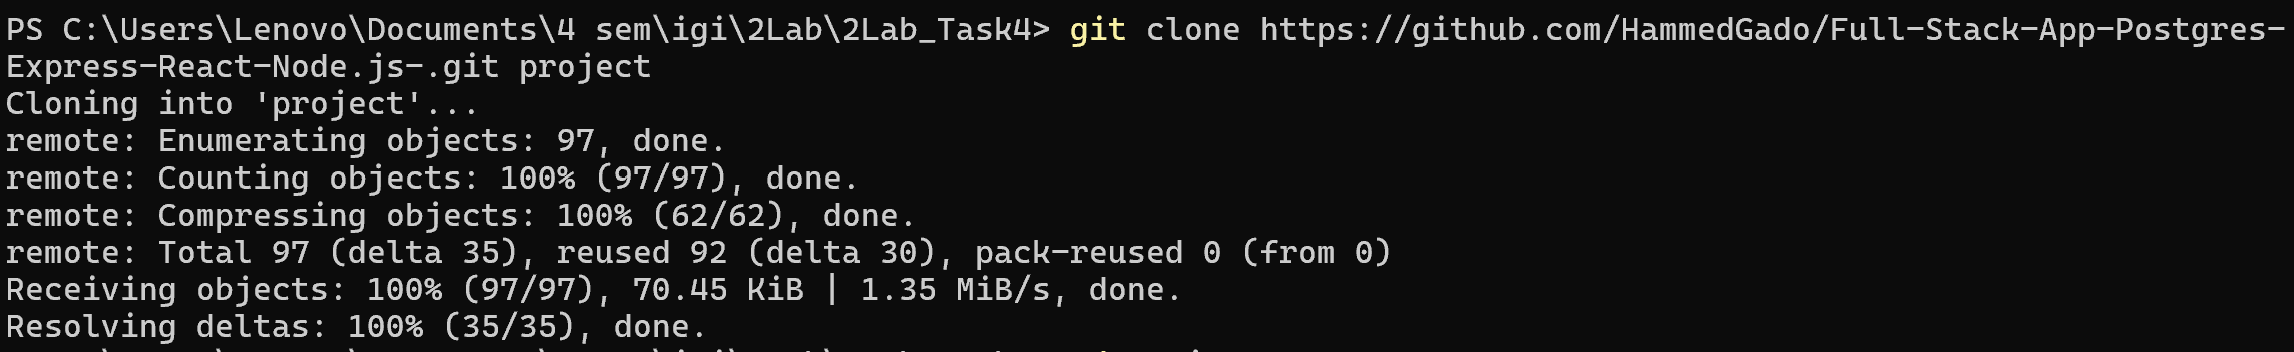 PS C:\Users\Lenovo\Documents\4 sem\igi\2Lab\2Lab_Task4> git clone https://github.com/HammedGado/Full-Stack-App-Postgres-
Express-React-Node.js-.git project
Cloning into 'project'...
remote: Enumerating objects: 97, done.
remote: Counting objects: 100% (97/97), done.
remote: Compressing objects: 100% (62/62), done.
remote: Total 97 (delta 35), reused 92 (delta 30), pack-reused 0 (from 0)
Receiving objects: 100% (97/97), 70.45 KiB | 1.35 MiB/s, done.
Resolving deltas: 100% (35/35), done.